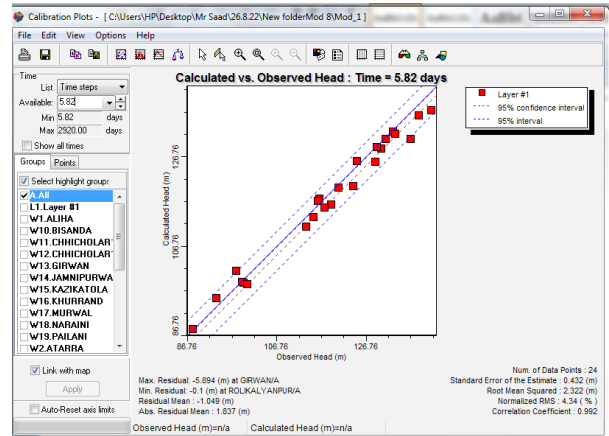 Calibration Plots - [C:\Users\HP\Desktop\Mr Saad\26.8.22\New folderMod 8\Mod_1]
File Edit View Options Help
Time
List Time steps
Available: 5.82
Min 5.82 days
Max 2920.00 days
Show all times
Groups Points
Select highlight groups
A.All
L1.Layer #1
W1.ALIHA
W10.BISANDA
W11.CHHICHOLAR
W12.CHHICHOLAR
W13.GIRWAN
W14.JAMNIPURWA
W15.KAZIKATOLA
W16.KHURRAND
W17.MURWAL
W18.NARAINI
W19.PAILANI
W2.ATARRA
Link with map
Apply
Auto-Reset axis limits
Calculated vs. Observed Head : Time = 5.82 days
Layer #1
95% confidence interval
95% interval
Calculated Head (m)
126.76
106.76
86.76
86.76 106.76 126.76
Observed Head (m)
Max. Residual: -5.894 (m) at GIRWAN/A
Min. Residual: -0.1 (m) at ROLIKALYANPUR/A
Residual Mean : -1.049 (m)
Abs. Residual Mean : 1.837 (m)
Num. of Data Points : 22
Standard Error of the Estimate : 0.432 (m)
Root Mean Squared : 2.322 (m)
Normalized RMS : 4.34 ( % )
Correlation Coefficient : 0.992
Observed Head (m)=n/a Calculated Head (m)=n/a